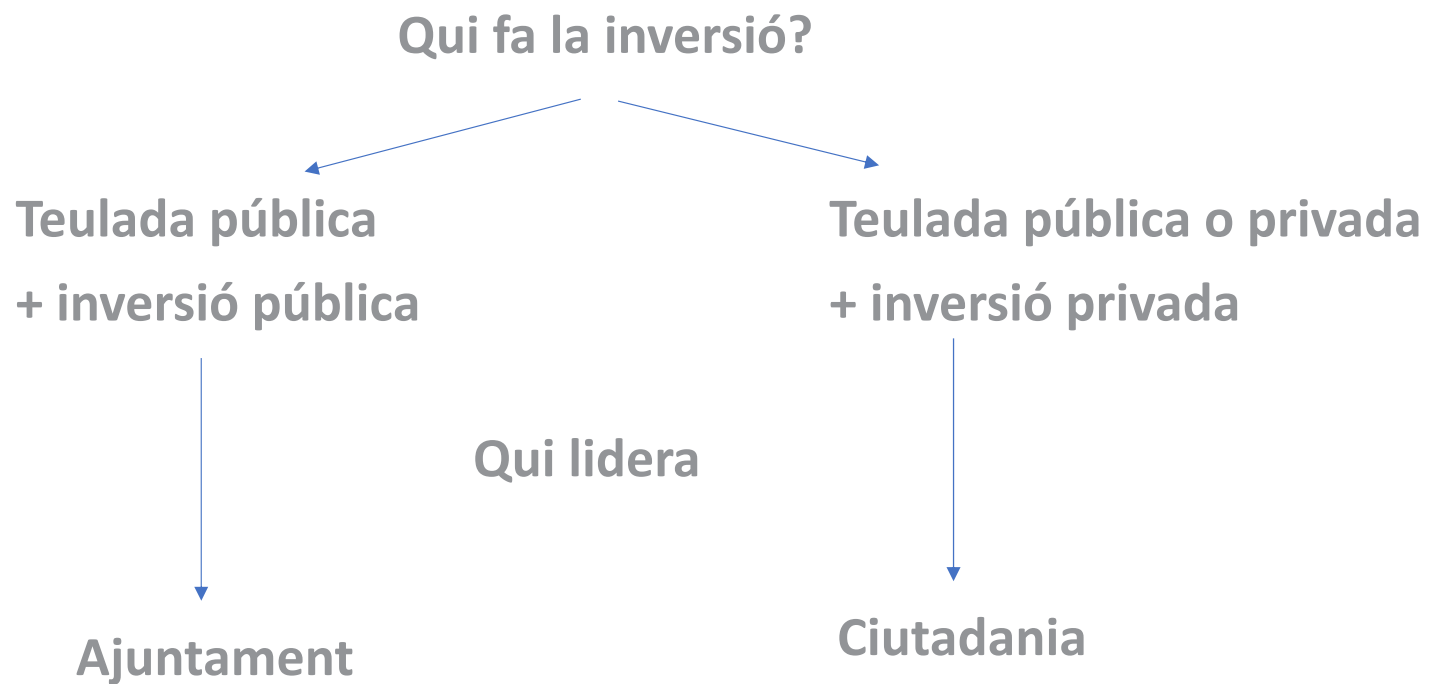 Qui fa la inversió?
Teulada pública
+ inversió pública
Teulada pública o privada
+ inversió privada
Qui lidera
Ajuntament
Ciutadania